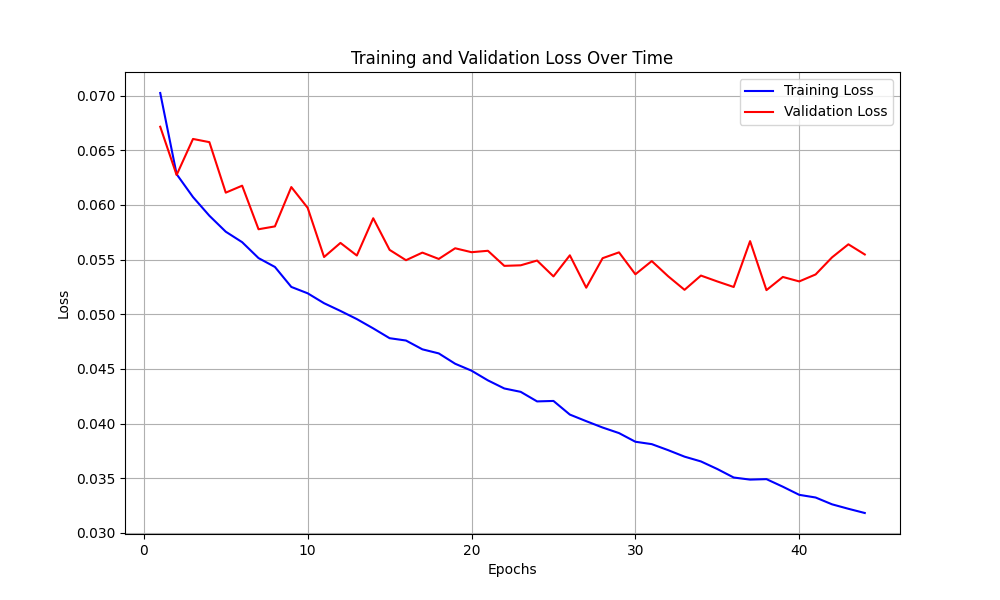 Training and Validation Loss Over Time
Training Loss
Validation Loss
Loss
0.070
0.065
0.060
0.055
0.050
0.045
0.040
0.035
0.030
0 10 20 30 40
Epochs